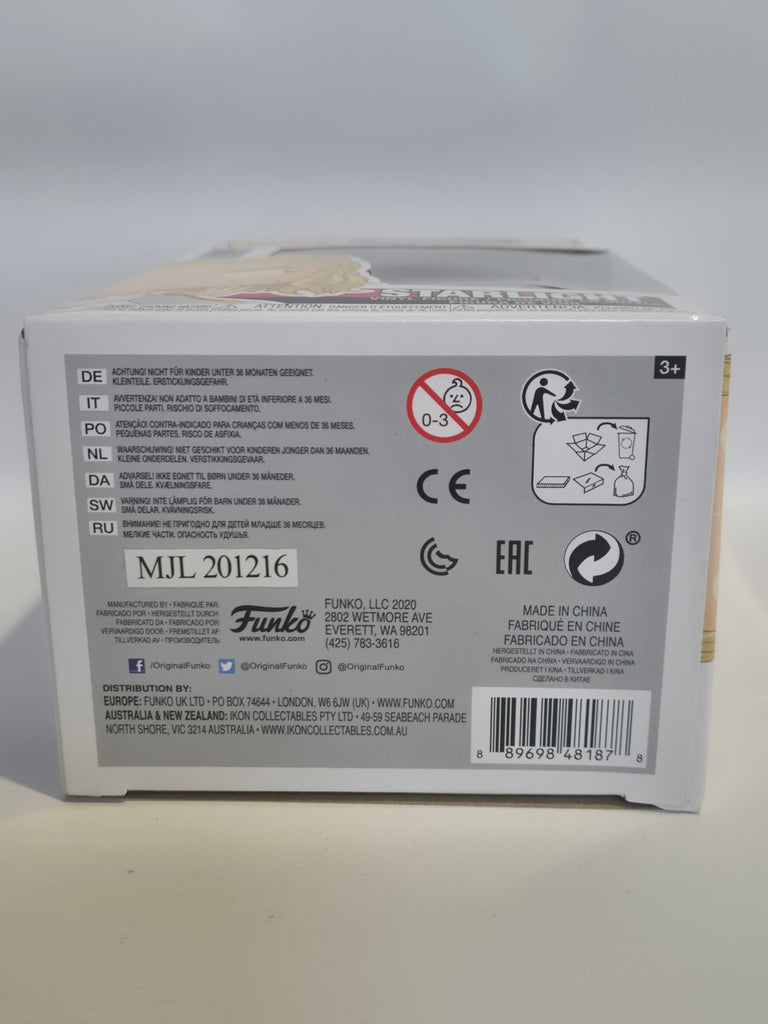 STARLIGHT
VINYL FIGURE
ATTENTION: DANGER D'ÉTOUFFEMENT
ADVERTENCIA:
3+
DE ACHTUNG! NICHT FÜR KINDER UNTER 36 MONATEN GEEIGNET.
KLEINTEILE. ERSTICKUNGSGEFAHR.
IT AVVERTENZA! NON ADATTO A BAMBINI DI ETÀ INFERIORE A 36 MESI.
PICCOLE PARTI. RISCHIO DI SOFFOCAMENTO.
PO ATENÇÃO! CONTRA-INDICADO PARA CRIANÇAS COM MENOS DE 36 MESES.
PEQUENAS PARTES. RISCO DE ASFIXIA.
NL WAARSCHUWING! NIET GESCHIKT VOOR KINDEREN JONGER DAN 36 MAANDEN.
KLEINE ONDERDELEN. VERSTIKKINGSGEVAAR.
DA ADVARSEL! IKKE EGNET TIL BØRN UNDER 36 MÅNEDER.
SMÅ DELE. KVÆLNINGSFARE.
SW VARNING! INTE LÄMPLIG FÖR BARN UNDER 36 MÅNADER.
SMÅ DELAR. KVÄVNINGSRISK.
RU ВНИМАНИЕ! НЕ ПРИГОДНО ДЛЯ ДЕТЕЙ МЛАДШЕ 36 МЕСЯЦЕВ.
МЕЛКИЕ ЧАСТИ. ОПАСНОСТЬ УДУШЬЯ.
0-3
CE
EAC
®
MJL 201216
MANUFACTURED BY • FABRIQUÉ PAR:
FABRICADO POR • HERGESTELLT DURCH:
FABBRICATO DA • FABRICADO POR:
VERVAARDIGD DOOR • FREMSTILLET AF:
TILLVERKAD AV • ПРОИЗВОДИТЕЛЬ:
Funko
www.funko.com
FUNKO, LLC 2020
2802 WETMORE AVE
EVERETT, WA 98201
(425) 783-3616
MADE IN CHINA
FABRIQUÉ EN CHINE
FABRICADO EN CHINA
HERGESTELLT IN CHINA • FABBRICATO IN CINA
FABRICADO NA CHINA • VERVAARDIGD IN CHINA
PRODUCERET I KINA • TILLVERKAD I KINA
СДЕЛАНО В КИТАЕ
f /OriginalFunko @OriginalFunko @OriginalFunko
DISTRIBUTION BY:
EUROPE: FUNKO UK LTD • PO BOX 74644 • LONDON, W6 6JW (UK) • WWW.FUNKO.COM
AUSTRALIA & NEW ZEALAND: IKON COLLECTABLES PTY LTD • 49-59 SEABEACH PARADE
NORTH SHORE, VIC 3214 AUSTRALIA • WWW.IKONCOLLECTABLES.COM.AU
8 89698 48187 8